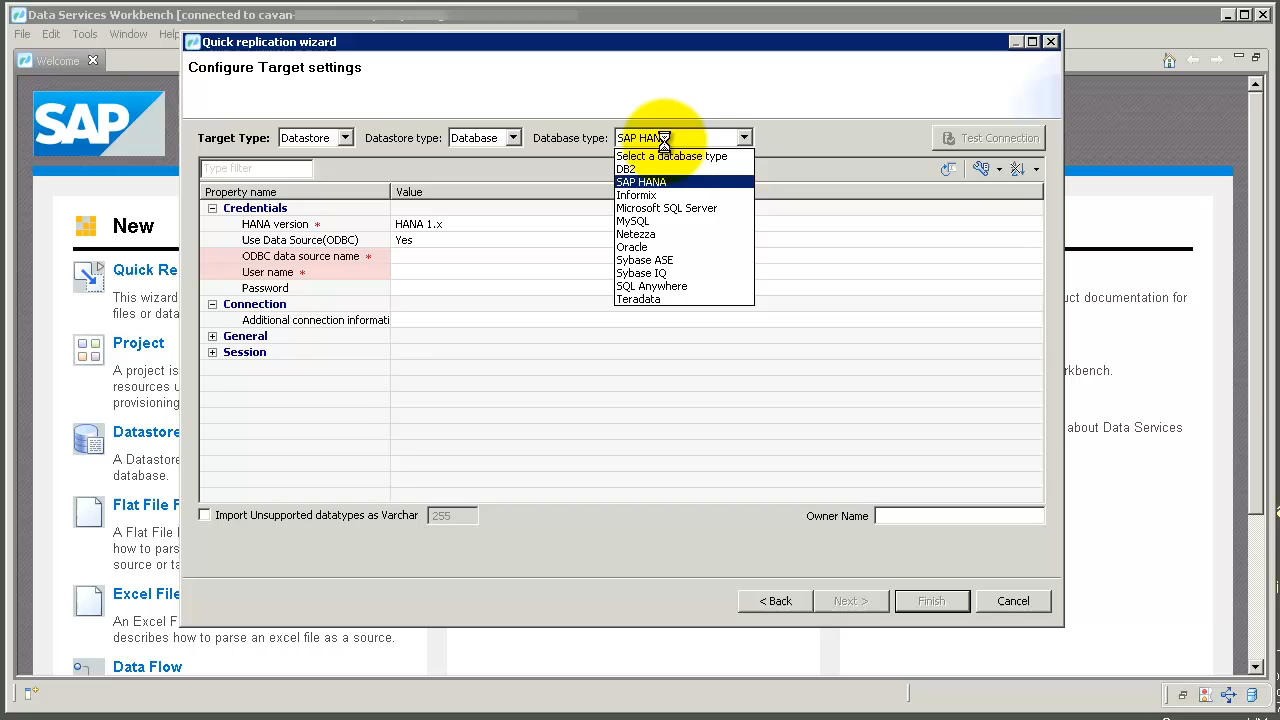 Data Services Workbench [connected to cavan-
File Edit Tools Window Help
Welcome
SAP
New
Quick Re
This wizard
files or data
Project
A project is
resources u
provisioning
Datastore
A Datastore
database.
Flat File F
A Flat File
how to pars
source or ta
Excel File
An Excel F
describes how to parse an excel file as a source.
Data Flow
uct documentation for
rkbench.
about Data Services
Quick replication wizard
Configure Target settings
Target Type: Datastore Datastore type: Database Database type: SAP HANA Test Connection
Type filter
Select a database type
DB2
SAP HANA
Informix
Microsoft SQL Server
MySQL
Netezza
Oracle
Sybase ASE
Sybase IQ
SQL Anywhere
Teradata
Property name Value
Credentials
HANA version * HANA 1.x
Use Data Source(ODBC) Yes
ODBC data source name *
User name *
Password
Connection
Additional connection informati
General
Session
Import Unsupported datatypes as Varchar 255 Owner Name
< Back Next > Finish Cancel